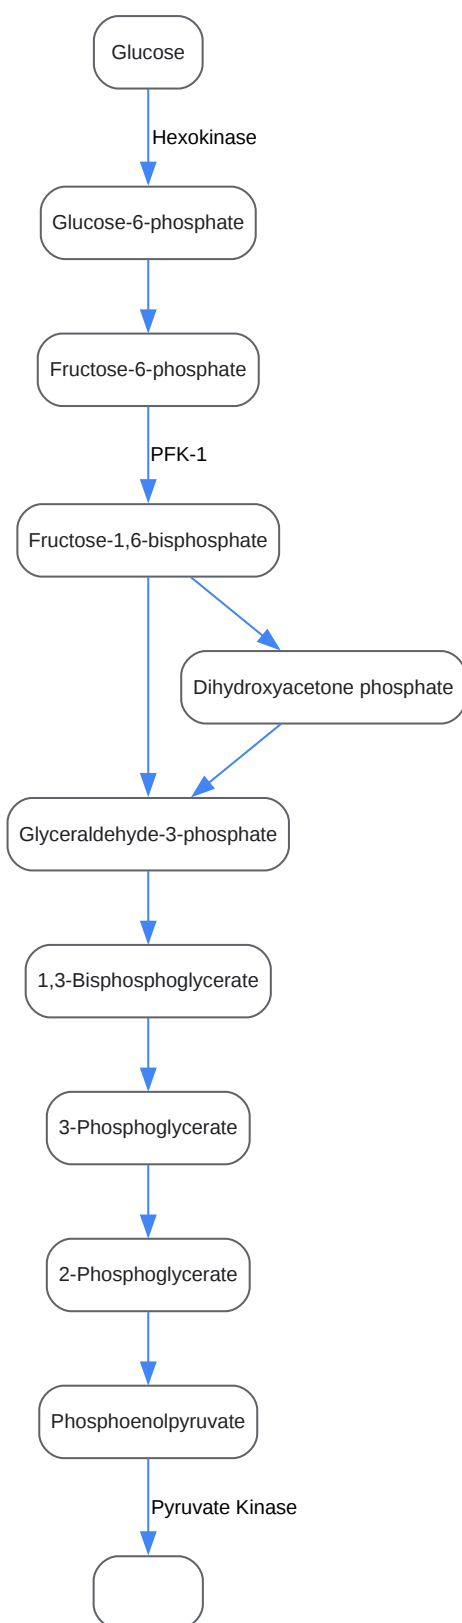 Glucose
Hexokinase
Glucose-6-phosphate
Fructose-6-phosphate
PFK-1
Fructose-1,6-bisphosphate
Dihydroxyacetone phosphate
Glyceraldehyde-3-phosphate
1,3-Bisphosphoglycerate
3-Phosphoglycerate
2-Phosphoglycerate
Phosphoenolpyruvate
Pyruvate Kinase